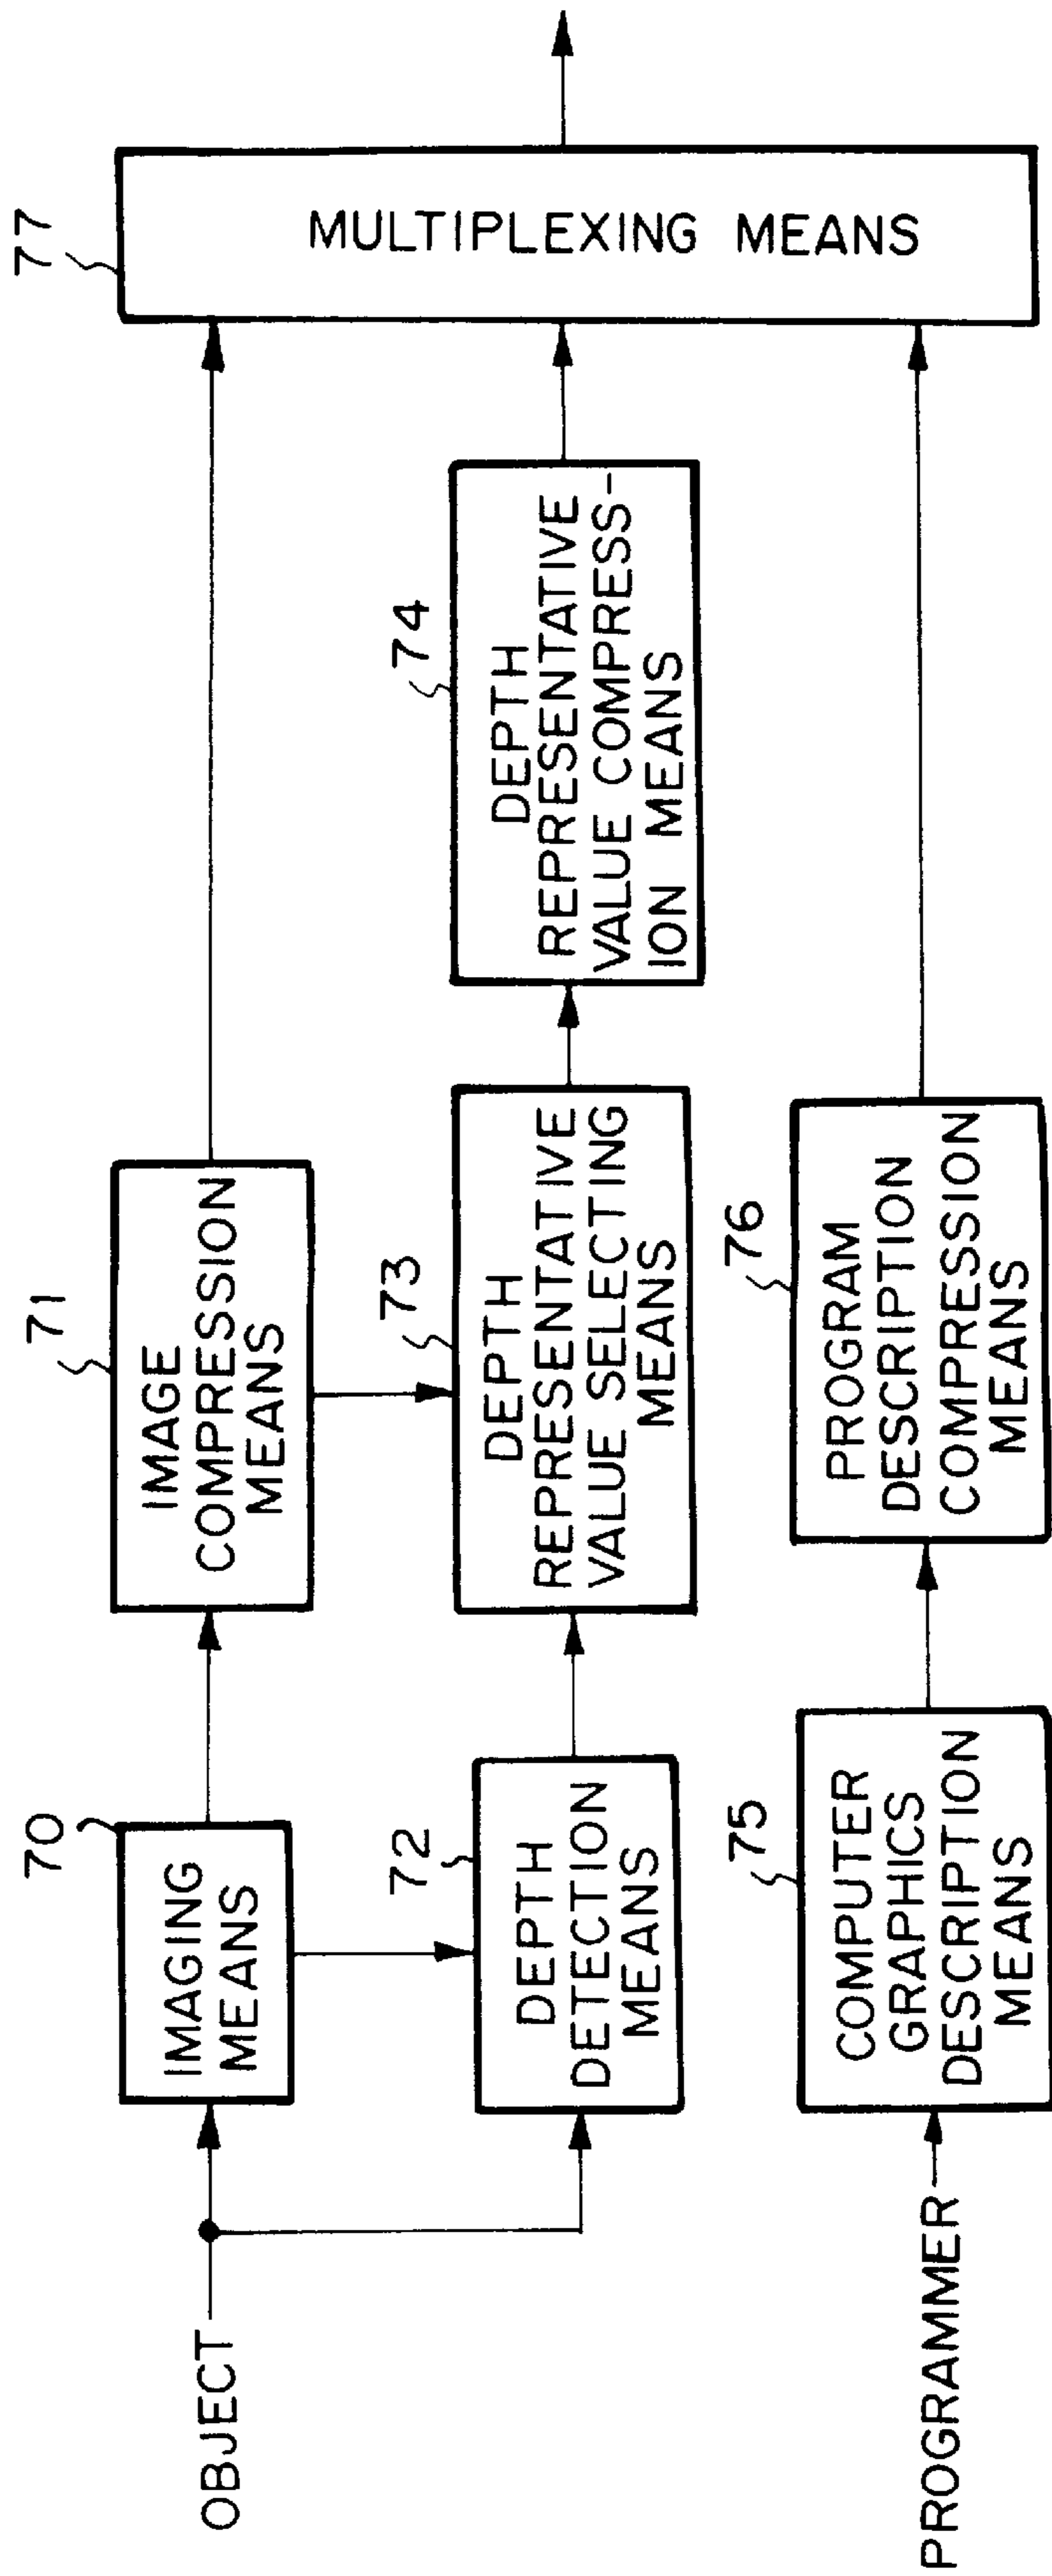 OBJECT
70
IMAGING
MEANS
71
IMAGE
COMPRESSION
MEANS
77
MULTIPLEXING MEANS
72
DEPTH
DETECTION
MEANS
73
DEPTH
REPRESENTATIVE
VALUE SELECTING
MEANS
74
DEPTH
REPRESENTATIVE
VALUE COMPRESS-
ION MEANS
PROGRAMMER
75
COMPUTER
GRAPHICS
DESCRIPTION
MEANS
76
PROGRAM
DESCRIPTION
COMPRESSION
MEANS